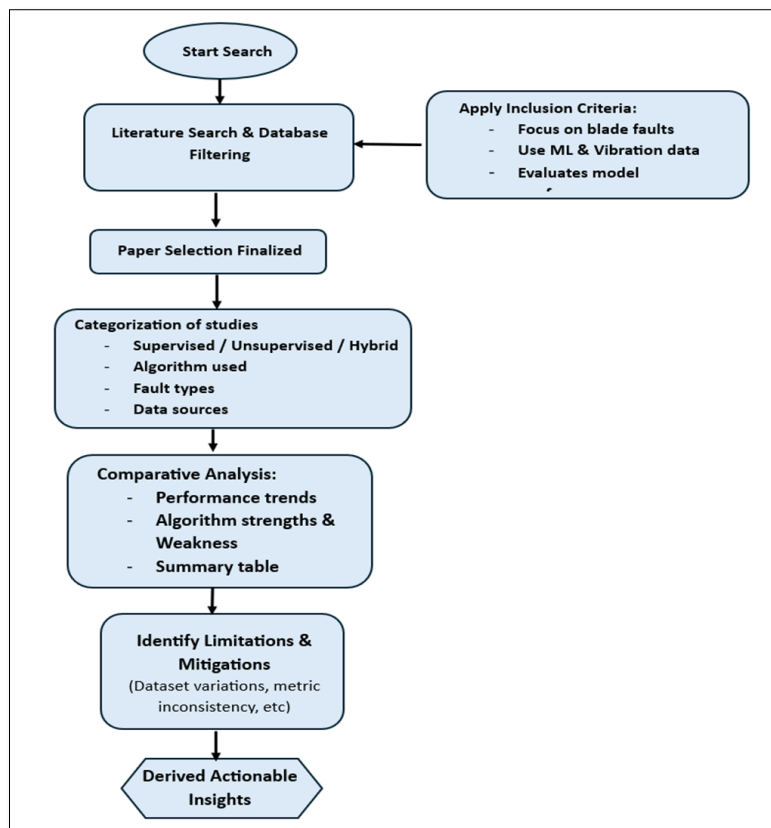 Start Search
Literature Search & Database
Filtering
Apply Inclusion Criteria:
- Focus on blade faults
- Use ML & Vibration data
- Evaluates model
Paper Selection Finalized
Categorization of studies
- Supervised / Unsupervised / Hybrid
- Algorithm used
- Fault types
- Data sources
Comparative Analysis:
- Performance trends
- Algorithm strengths &
Weakness
- Summary table
Identify Limitations &
Mitigations
(Dataset variations, metric
inconsistency, etc)
Derived Actionable
Insights